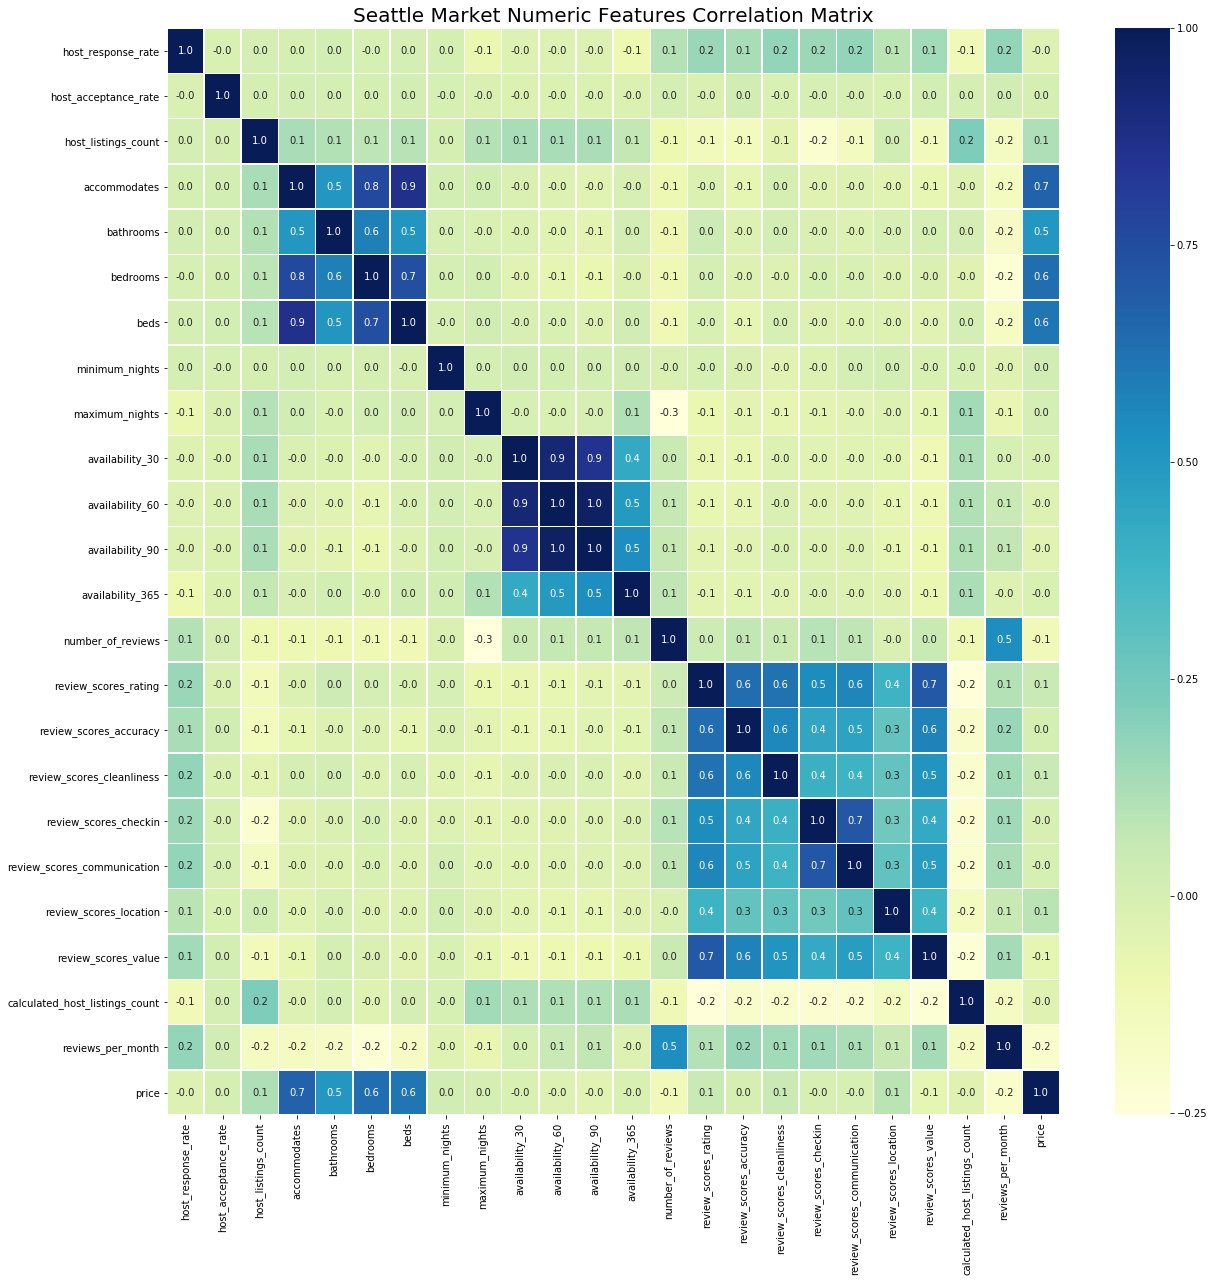 Seattle Market Numeric Features Correlation Matrix
host_response_rate 1.0 -0.0 0.0 0.0 0.0 -0.0 0.0 0.0 -0.1 -0.0 -0.0 -0.0 -0.1 0.1 0.2 0.1 0.2 0.2 0.2 0.1 0.1 -0.1 0.2 -0.0
host_acceptance_rate -0.0 1.0 0.0 0.0 0.0 0.0 0.0 -0.0 -0.0 -0.0 -0.0 -0.0 -0.0 0.0 -0.0 0.0 -0.0 -0.0 -0.0 -0.0 0.0 0.0 0.0 0.0
host_listings_count 0.0 0.0 1.0 0.1 0.1 0.1 0.1 0.0 0.1 0.1 0.1 0.1 0.1 -0.1 -0.1 -0.1 -0.1 -0.2 -0.1 0.0 -0.1 0.2 -0.2 0.1
accommodates 0.0 0.0 0.1 1.0 0.5 0.8 0.9 0.0 0.0 -0.0 -0.0 -0.0 0.0 -0.1 -0.0 -0.1 0.0 -0.0 -0.0 -0.0 -0.1 -0.0 -0.2 0.7
bathrooms 0.0 0.0 0.1 0.5 1.0 0.6 0.5 0.0 -0.0 -0.0 -0.0 -0.1 0.0 -0.1 0.0 -0.0 0.0 -0.0 -0.0 -0.0 0.0 0.0 -0.2 0.5
bedrooms -0.0 0.0 0.1 0.8 0.6 1.0 0.7 0.0 0.0 -0.0 -0.1 -0.1 -0.0 -0.1 0.0 -0.0 -0.0 0.0 -0.0 0.0 -0.0 -0.0 -0.2 0.6
beds 0.0 0.0 0.1 0.9 0.5 0.7 1.0 -0.0 0.0 -0.0 -0.0 -0.0 0.0 -0.1 -0.0 -0.1 0.0 -0.0 -0.0 -0.0 -0.0 0.0 -0.2 0.6
minimum_nights 0.0 -0.0 0.0 0.0 0.0 0.0 -0.0 1.0 0.0 0.0 0.0 0.0 0.0 -0.0 -0.0 -0.0 -0.0 -0.0 -0.0 -0.0 -0.0 0.0 -0.0 0.0
maximum_nights -0.1 -0.0 0.1 0.0 -0.0 0.0 0.0 0.0 1.0 -0.0 -0.0 -0.0 0.1 -0.3 -0.1 -0.1 -0.1 -0.1 -0.0 -0.0 -0.1 0.1 -0.1 0.0
availability_30 -0.0 -0.0 0.1 -0.0 -0.0 -0.0 -0.0 0.0 -0.0 1.0 0.9 0.9 0.4 0.0 -0.1 -0.1 -0.0 -0.0 -0.0 -0.0 -0.1 0.1 0.0 -0.0
availability_60 -0.0 -0.0 0.1 -0.0 -0.0 -0.1 -0.0 0.0 -0.0 0.9 1.0 1.0 0.5 0.1 -0.1 -0.1 -0.0 -0.0 -0.0 -0.1 -0.1 0.1 0.1 -0.0
availability_90 -0.0 -0.0 0.1 -0.0 -0.1 -0.1 -0.0 0.0 -0.0 0.9 1.0 1.0 0.5 0.1 -0.1 -0.0 -0.0 -0.0 -0.0 -0.1 -0.1 0.1 0.1 -0.0
availability_365 -0.1 -0.0 0.1 0.0 0.0 -0.0 0.0 0.0 0.1 0.4 0.5 0.5 1.0 0.1 -0.1 -0.1 -0.0 -0.0 -0.0 -0.0 -0.1 0.1 -0.0 -0.0
number_of_reviews 0.1 0.0 -0.1 -0.1 -0.1 -0.1 -0.1 -0.0 -0.3 0.0 0.1 0.1 0.1 1.0 0.0 0.1 0.1 0.1 0.1 -0.0 0.0 -0.1 0.5 -0.1
review_scores_rating 0.2 -0.0 -0.1 -0.0 0.0 0.0 -0.0 -0.0 -0.1 -0.1 -0.1 -0.1 -0.1 0.0 1.0 0.6 0.6 0.5 0.6 0.4 0.7 -0.2 0.1 0.1
review_scores_accuracy 0.1 0.0 -0.1 -0.1 -0.0 -0.0 -0.1 -0.0 -0.1 -0.1 -0.1 -0.0 -0.1 0.1 0.6 1.0 0.6 0.4 0.5 0.3 0.6 -0.2 0.2 0.0
review_scores_cleanliness 0.2 -0.0 -0.1 0.0 0.0 -0.0 0.0 -0.0 -0.1 -0.0 -0.0 -0.0 -0.0 0.1 0.6 0.6 1.0 0.4 0.4 0.3 0.5 -0.2 0.1 0.1
review_scores_checkin 0.2 -0.0 -0.2 -0.0 -0.0 0.0 -0.0 -0.0 -0.1 -0.0 -0.0 -0.0 -0.0 0.1 0.5 0.4 0.4 1.0 0.7 0.3 0.4 -0.2 0.1 -0.0
review_scores_communication 0.2 -0.0 -0.1 -0.0 -0.0 -0.0 -0.0 -0.0 -0.0 -0.0 -0.0 -0.0 -0.0 0.1 0.6 0.5 0.4 0.7 1.0 0.3 0.5 -0.2 0.1 -0.0
review_scores_location 0.1 -0.0 0.0 -0.0 -0.0 0.0 -0.0 -0.0 -0.0 -0.0 -0.1 -0.1 -0.0 -0.0 0.4 0.3 0.3 0.3 0.3 1.0 0.4 -0.2 0.1 0.1
review_scores_value 0.1 0.0 -0.1 -0.1 0.0 -0.0 -0.0 -0.0 -0.1 -0.1 -0.1 -0.1 -0.1 0.0 0.7 0.6 0.5 0.4 0.5 0.4 1.0 -0.2 0.1 -0.1
calculated_host_listings_count -0.1 0.0 0.2 -0.0 0.0 -0.0 0.0 0.0 0.1 0.1 0.1 0.1 0.1 -0.1 -0.2 -0.2 -0.2 -0.2 -0.2 -0.2 -0.2 1.0 -0.2 -0.0
reviews_per_month 0.2 0.0 -0.2 -0.2 -0.2 -0.2 -0.2 -0.0 -0.1 0.0 0.1 0.1 -0.0 0.5 0.1 0.2 0.1 0.1 0.1 0.1 0.1 -0.2 1.0 -0.2
price -0.0 0.0 0.1 0.7 0.5 0.6 0.6 0.0 0.0 -0.0 -0.0 -0.0 -0.0 -0.1 0.1 0.0 0.1 -0.0 -0.0 0.1 -0.1 -0.0 -0.2 1.0
host_response_rate
host_acceptance_rate
host_listings_count
accommodates
bathrooms
bedrooms
beds
minimum_nights
maximum_nights
availability_30
availability_60
availability_90
availability_365
number_of_reviews
review_scores_rating
review_scores_accuracy
review_scores_cleanliness
review_scores_checkin
review_scores_communication
review_scores_location
review_scores_value
calculated_host_listings_count
reviews_per_month
price
1.00
0.75
0.50
0.25
0.00
−0.25